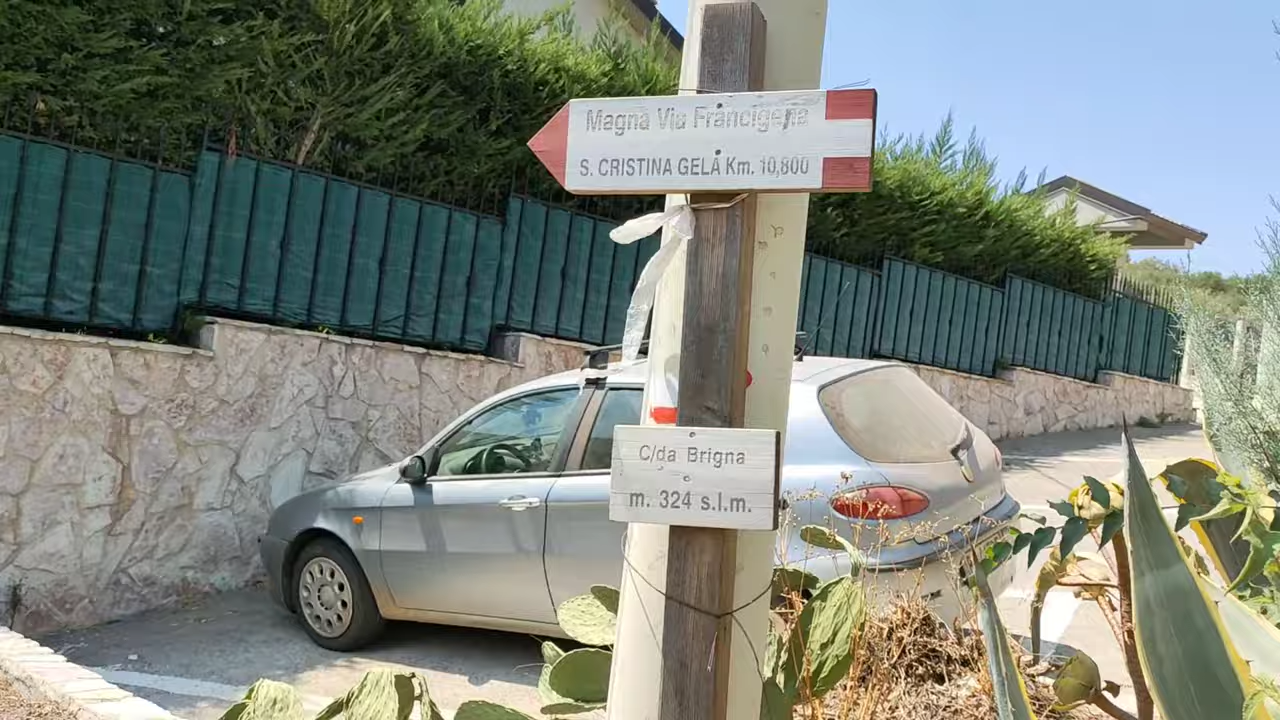 Magna Via Francigena
S. CRISTINA GELA Km. 10,800
C/da Brigna
m. 324 s.l.m.